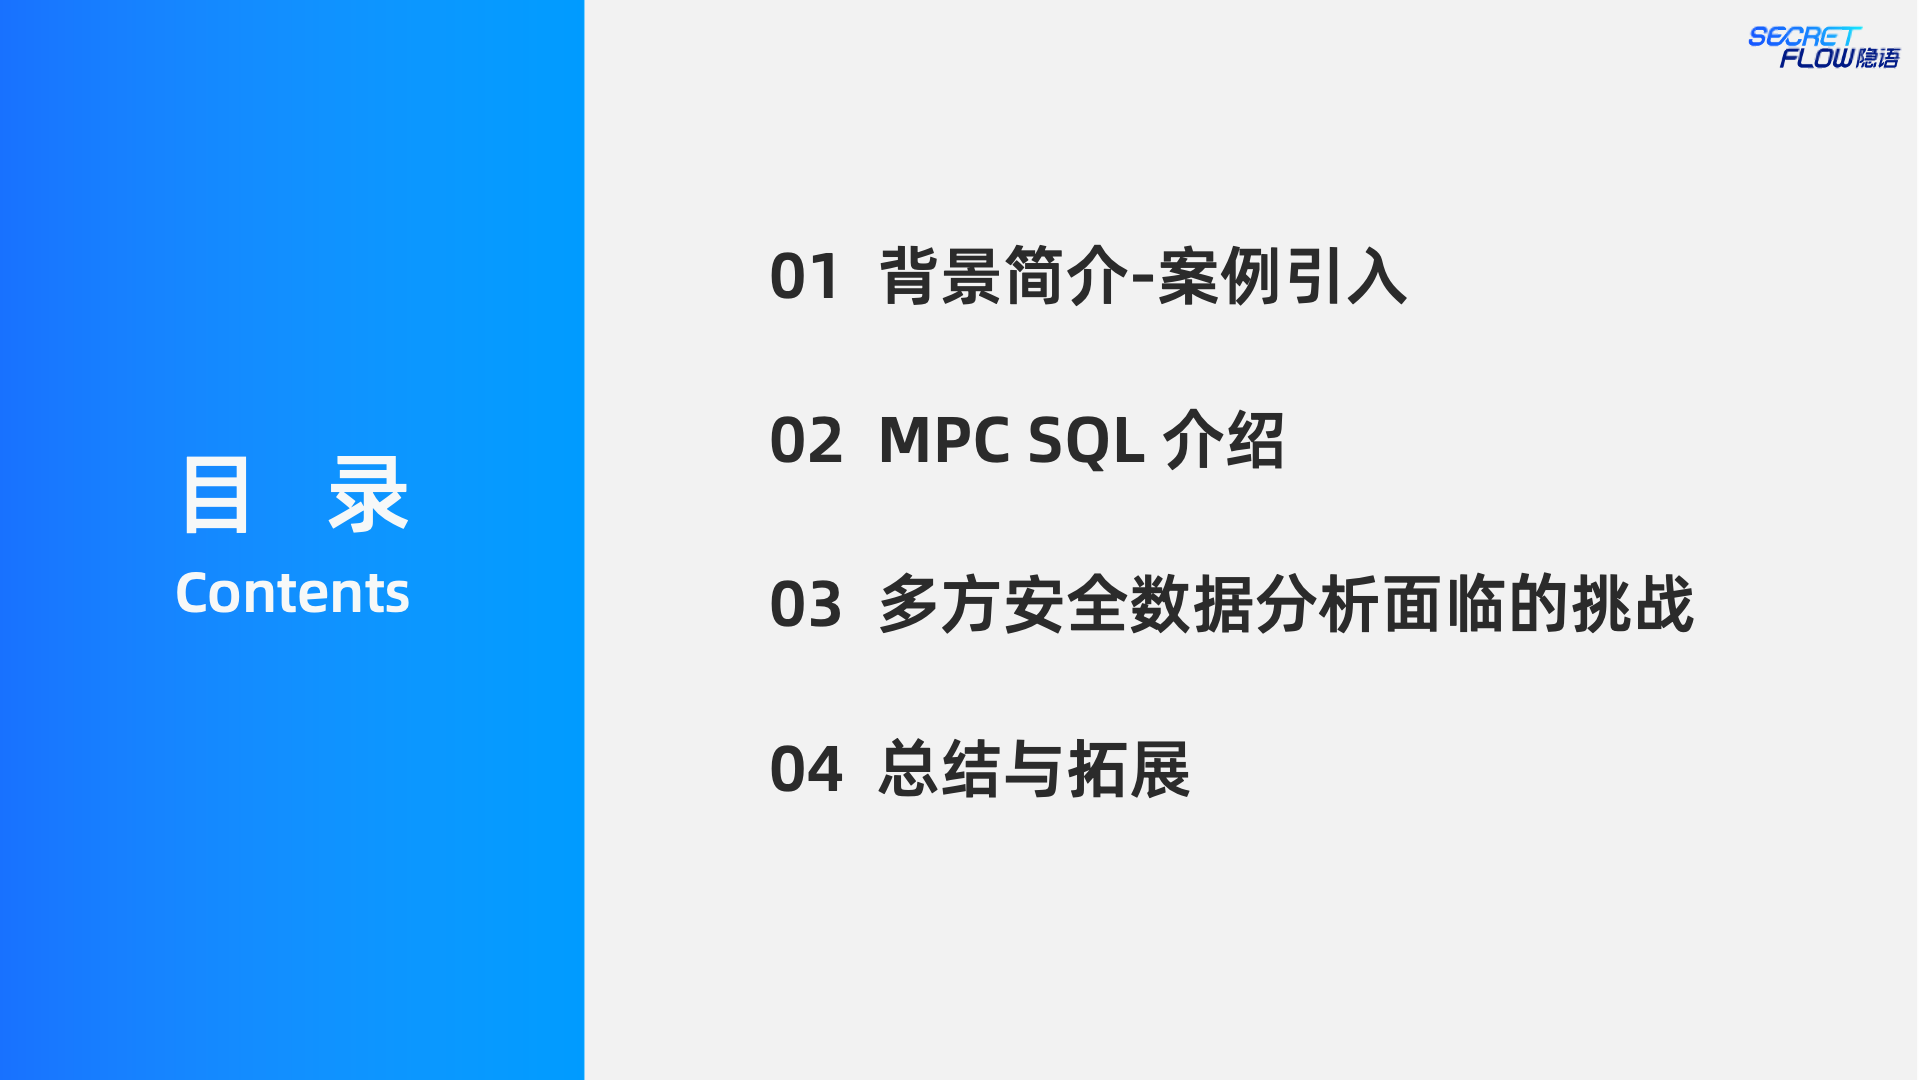 SECRET
FLOW隐语
目 录
Contents
01 背景简介-案例引入
02 MPC SQL 介绍
03 多方安全数据分析面临的挑战
04 总结与拓展